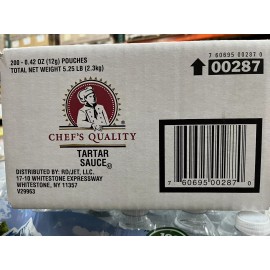 7 60695 00287 0
200 - 0.42 OZ (12g) POUCHES
TOTAL NET WEIGHT 5.25 LB (2.3kg)
00287
CHEF'S QUALITY
TARTAR
SAUCE
DISTRIBUTED BY: RD/JET, LLC.
17-10 WHITESTONE EXPRESSWAY
WHITESTONE, NY 11357
V29953
7 60695 00287 0